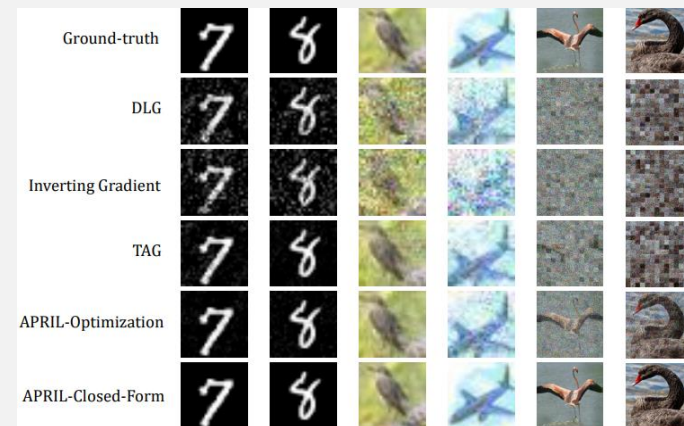 Ground-truth
DLG
Inverting Gradient
TAG
APRIL-Optimization
APRIL-Closed-Form